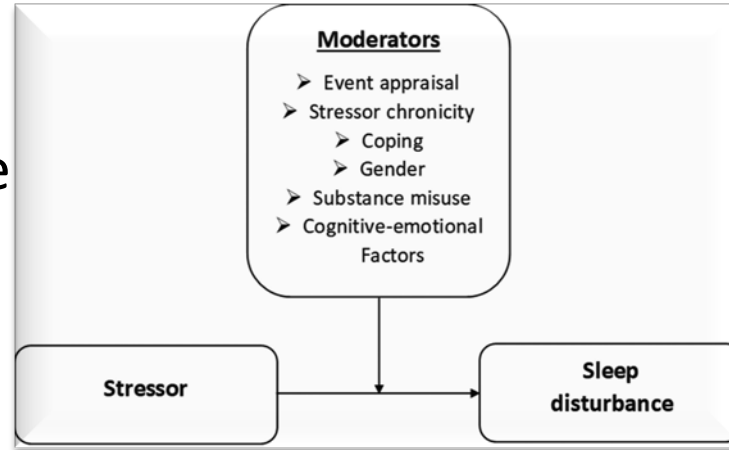 Moderators
➢ Event appraisal
➢ Stressor chronicity
➢ Coping
➢ Gender
➢ Substance misuse
➢ Cognitive-emotional
Factors
e
Stressor
Sleep
disturbance